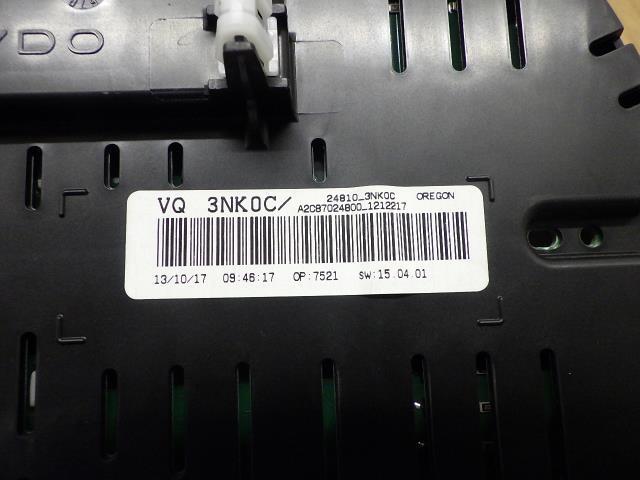 VDO
VQ 3NK0C/ 24810_3NK0C OREGON
A2C87024800_1212217
13/10/17 09:46:17 OP:7521 SW:15.04.01